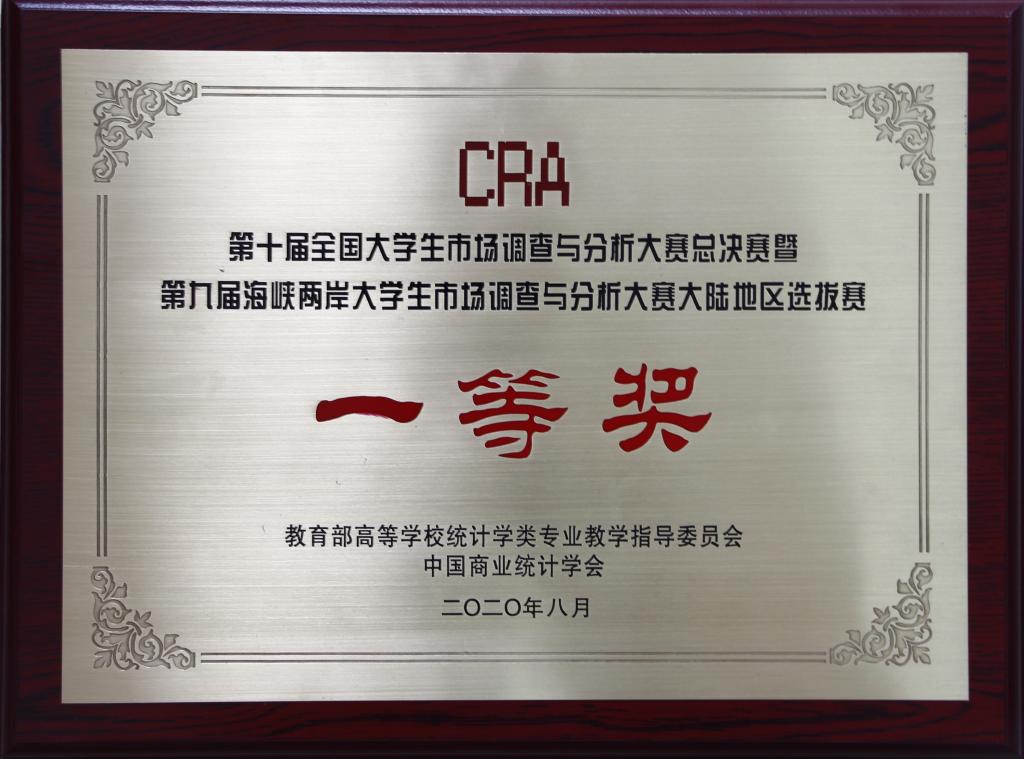 CRA
第十届全国大学生市场调查与分析大赛总决赛暨
第九届海峡两岸大学生市场调查与分析大赛大陆地区选拔赛
一等奖
教育部高等学校统计学类专业教学指导委员会
中国商业统计学会
二〇二〇年八月